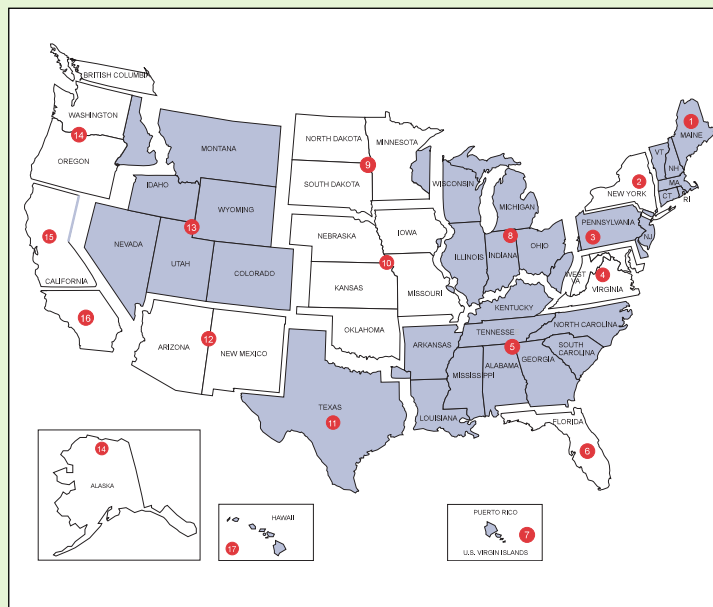 BRITISH COLUMBIA
WASHINGTON
14
OREGON
MONTANA
IDAHO
WYOMING
NEVADA
13
UTAH
COLORADO
15
CALIFORNIA
16
NORTH DAKOTA
MINNESOTA
9
SOUTH DAKOTA
NEBRASKA
IOWA
10
KANSAS
MISSOURI
OKLAHOMA
ARIZONA
12
NEW MEXICO
TEXAS
11
WISCONSIN
MICHIGAN
8
ILLINOIS
INDIANA
OHIO
1
MAINE
VT
NH
MA
CT
RI
2
NEW YORK
PENNSYLVANIA
3
NJ
WEST
VA
4
VIRGINIA
KENTUCKY
TENNESSE
NORTH CAROLINA
SOUTH
CAROLINA
5
ARKANSAS
MISSISSIPPI
ALABAMA
GEORGIA
LOUISIANA
FLORIDA
6
14
ALASKA
HAWAII
17
PUERTO RICO
7
U.S. VIRGIN ISLANDS